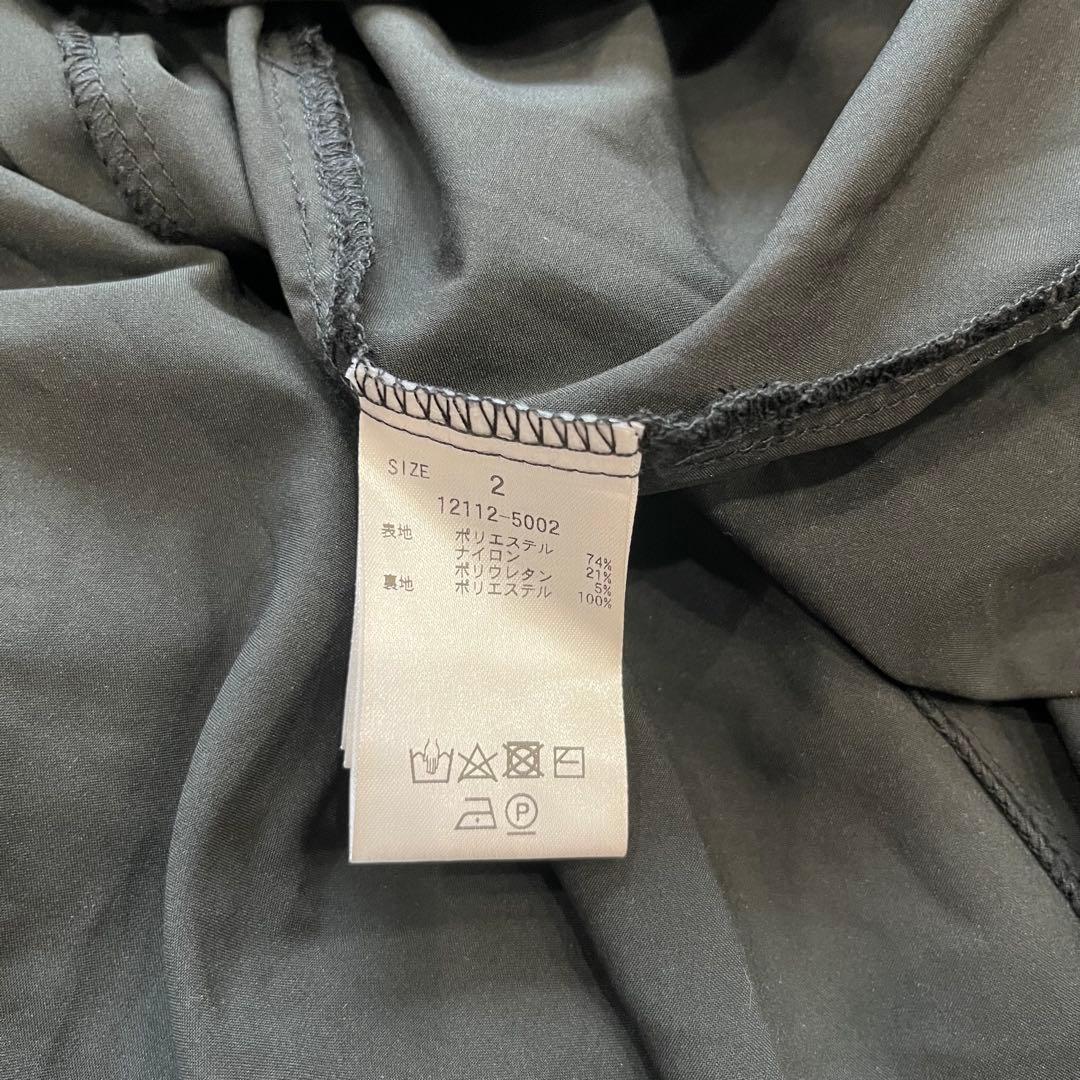 SIZE 2
12112-5002
表地 ポリエステル 74%
ナイロン 21%
ポリウレタン 5%
裏地 ポリエステル 100%
P